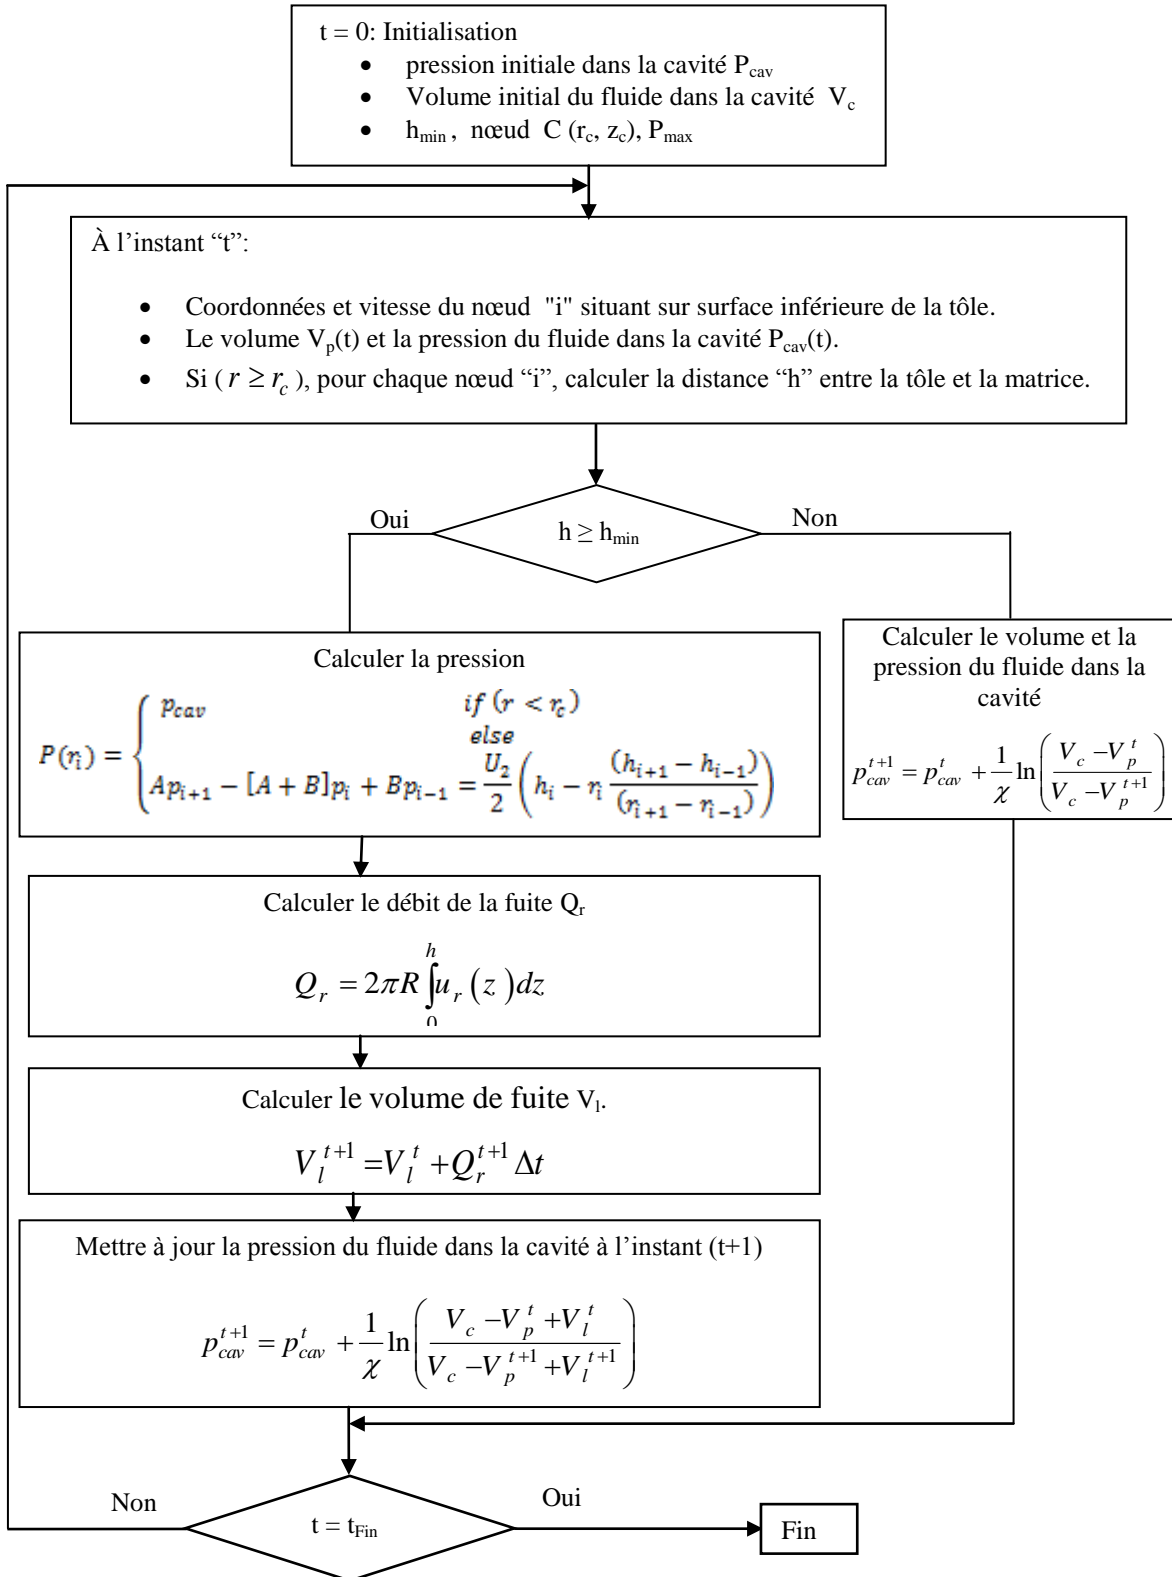 t = 0: Initialisation
• pression initiale dans la cavité P_cav
• Volume initial du fluide dans la cavité V_c
• h_min , nœud C (r_c, z_c), P_max
À l’instant “t”:
• Coordonnées et vitesse du nœud "i" situant sur surface inférieure de la tôle.
• Le volume V_p(t) et la pression du fluide dans la cavité P_cav(t).
• Si ( r ≥ r_c ), pour chaque nœud “i”, calculer la distance “h” entre la tôle et la matrice.
Oui
h ≥ h_min
Non
Calculer la pression
P(r_i) = { p_cav if (r < r_c)
else
Ap_{i+1} − [A + B]p_i + Bp_{i−1} = U_2/2 ( h_i − r_i (h_{i+1} − h_{i−1})/(r_{i+1} − r_{i−1}) )
Calculer le volume et la
pression du fluide dans la
cavité
p_cav^{t+1} = p_cav^t + 1/χ ln( (V_c − V_p^t)/(V_c − V_p^{t+1}) )
Calculer le débit de la fuite Q_r
Q_r = 2πR ∫_0^h u_r (z) dz
Calculer le volume de fuite V_l.
V_l^{t+1} = V_l^t + Q_r^{t+1} Δt
Mettre à jour la pression du fluide dans la cavité à l’instant (t+1)
p_cav^{t+1} = p_cav^t + 1/χ ln( (V_c − V_p^t + V_l^t)/(V_c − V_p^{t+1} + V_l^{t+1}) )
Non
t = t_Fin
Oui
Fin